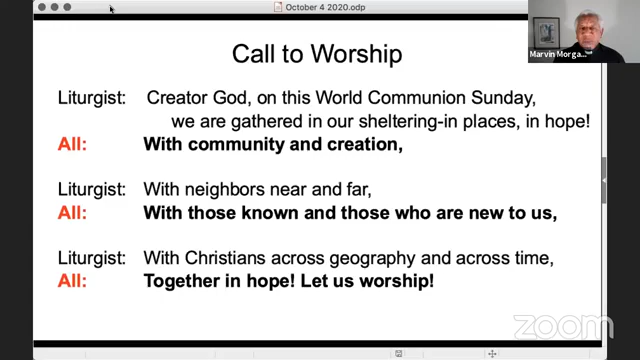 October 4 2020.odp
Marvin Morga...
Call to Worship
Liturgist: Creator God, on this World Communion Sunday,
we are gathered in our sheltering-in places, in hope!
All: With community and creation,
Liturgist: With neighbors near and far,
All: With those known and those who are new to us,
Liturgist: With Christians across geography and across time,
All: Together in hope! Let us worship!
zoom